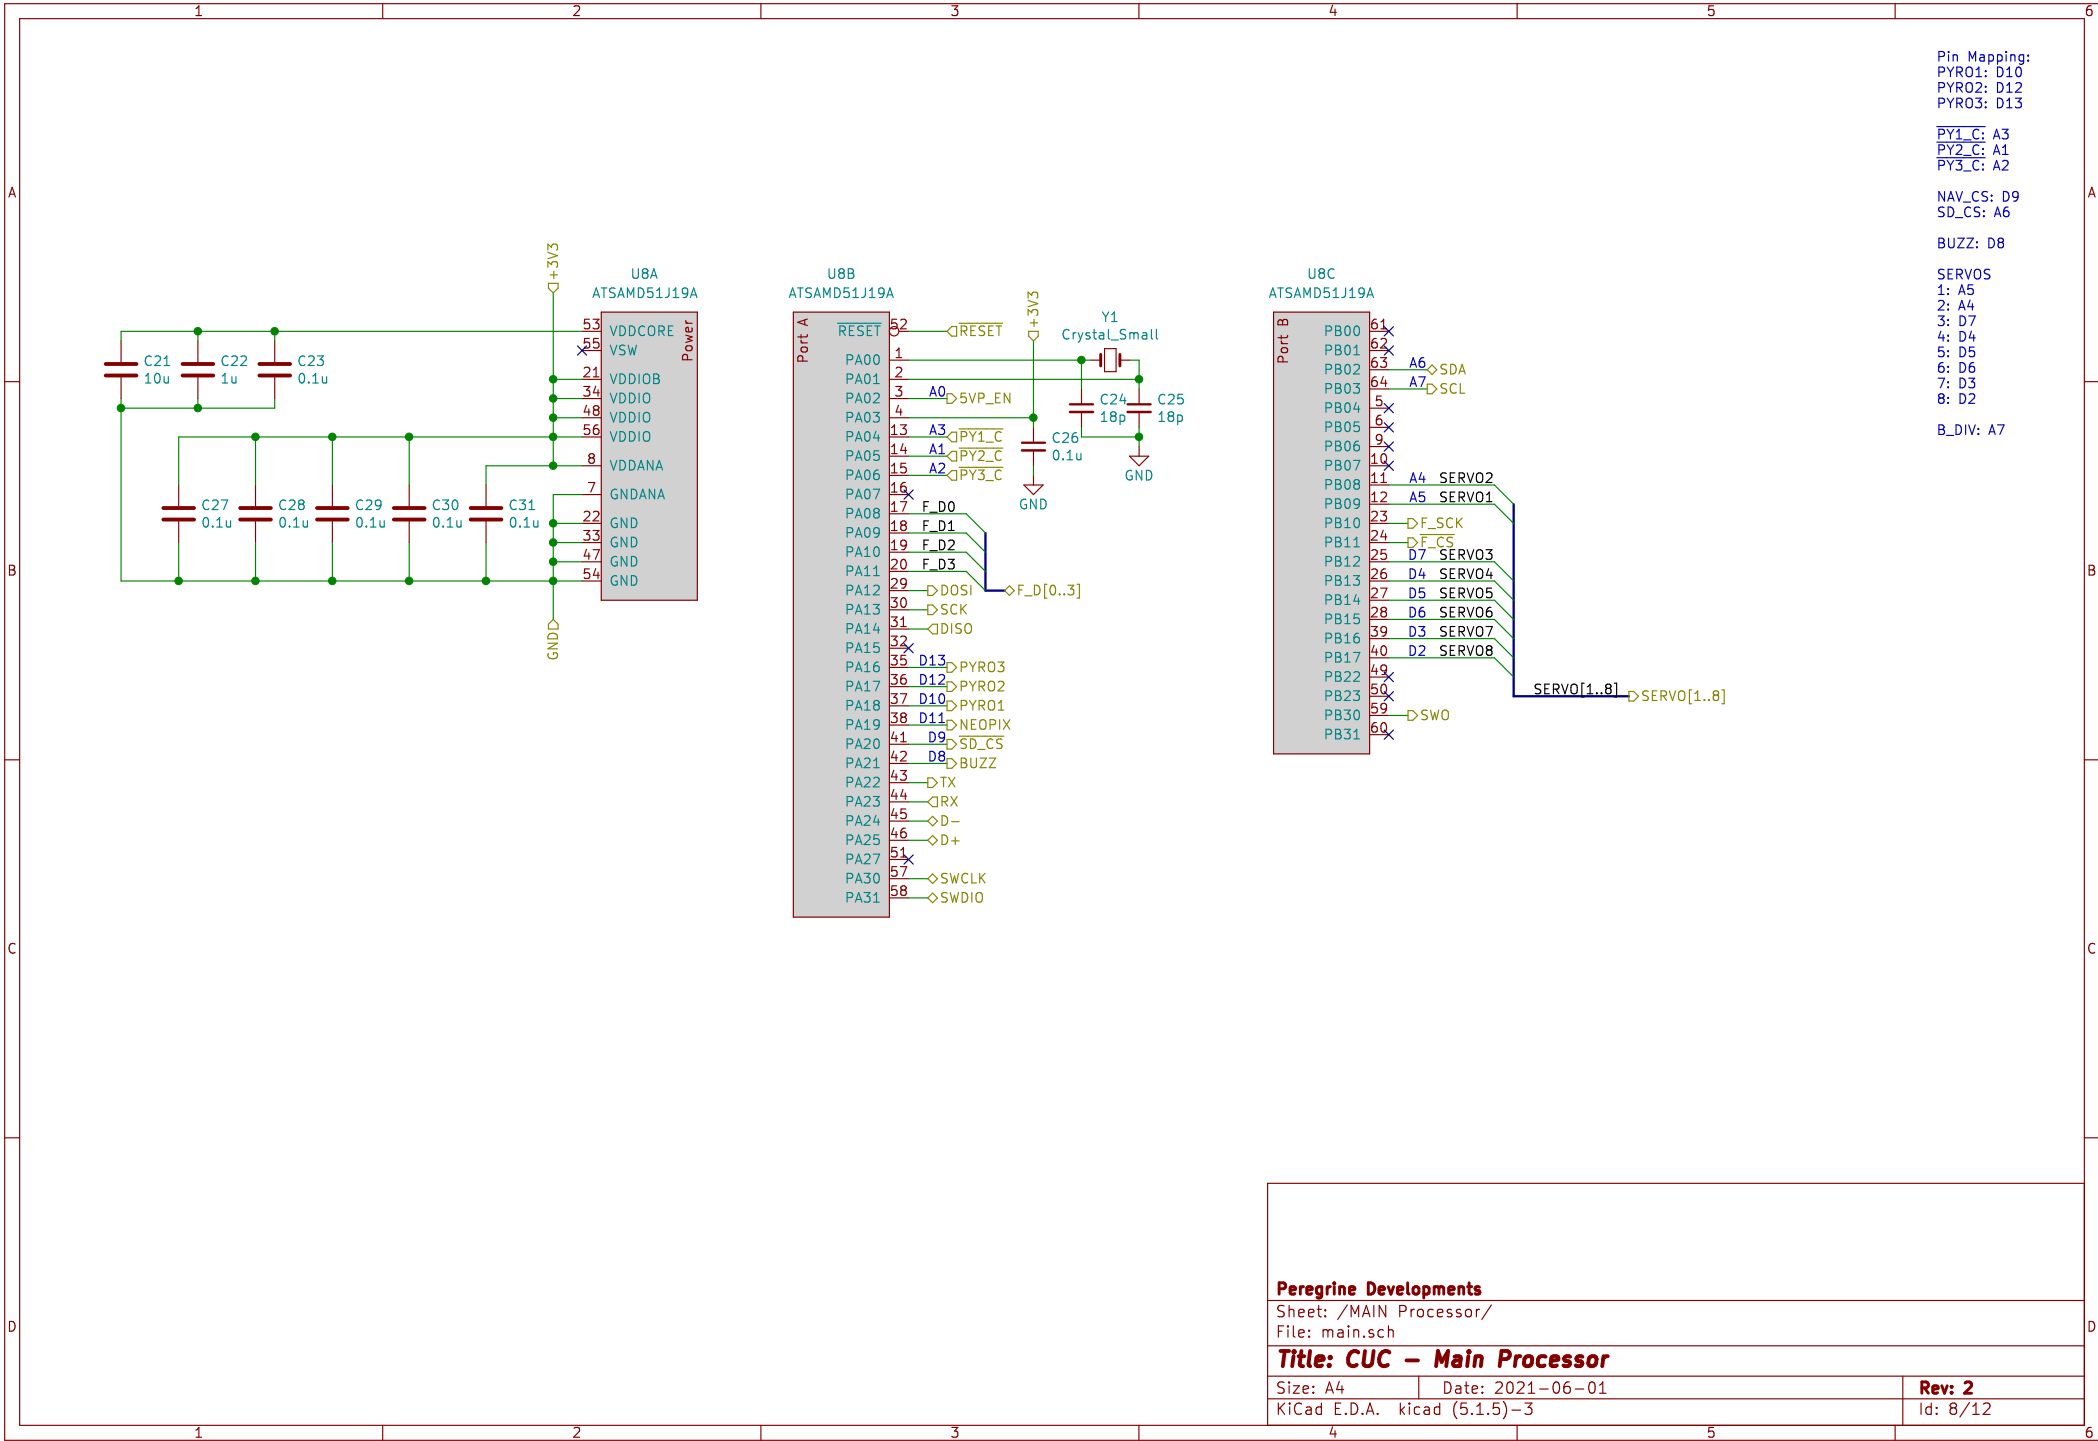 1 2 3 4 5 6
A
B
C
D
A
B
C
D
1 2 3 4 5 6
Pin Mapping:
PYRO1: D10
PYRO2: D12
PYRO3: D13
PY1_C: A3
PY2_C: A1
PY3_C: A2
NAV_CS: D9
SD_CS: A6
BUZZ: D8
SERVOS
1: A5
2: A4
3: D7
4: D4
5: D5
6: D6
7: D3
8: D2
B_DIV: A7
+3V3
U8A
ATSAMD51J19A
Power
53 VDDCORE
55 VSW
21 VDDIOB
34 VDDIO
48 VDDIO
56 VDDIO
8 VDDANA
7 GNDANA
22 GND
33 GND
47 GND
54 GND
GND
C21
10u
C22
1u
C23
0.1u
C27
0.1u
C28
0.1u
C29
0.1u
C30
0.1u
C31
0.1u
U8B
ATSAMD51J19A
Port A
RESET 52 RESET
PA00 1
PA01 2
PA02 3 A0 5VP_EN
PA03 4
PA04 13 A3 PY1_C
PA05 14 A1 PY2_C
PA06 15 A2 PY3_C
PA07 16
PA08 17 F_D0
PA09 18 F_D1
PA10 19 F_D2
PA11 20 F_D3
F_D[0..3]
PA12 29 DOSI
PA13 30 SCK
PA14 31 DISO
PA15 32
PA16 35 D13 PYRO3
PA17 36 D12 PYRO2
PA18 37 D10 PYRO1
PA19 38 D11 NEOPIX
PA20 41 D9 SD_CS
PA21 42 D8 BUZZ
PA22 43 TX
PA23 44 RX
PA24 45 D-
PA25 46 D+
PA27 51
PA30 57 SWCLK
PA31 58 SWDIO
+3V3
Y1
Crystal_Small
C24
18p
C25
18p
C26
0.1u
GND
GND
U8C
ATSAMD51J19A
Port B
PB00 61
PB01 62
PB02 63 A6 SDA
PB03 64 A7 SCL
PB04 5
PB05 6
PB06 9
PB07 10
PB08 11 A4 SERVO2
PB09 12 A5 SERVO1
PB10 23 F_SCK
PB11 24 F_CS
PB12 25 D7 SERVO3
PB13 26 D4 SERVO4
PB14 27 D5 SERVO5
PB15 28 D6 SERVO6
PB16 39 D3 SERVO7
PB17 40 D2 SERVO8
PB22 49
PB23 50
PB30 59 SWO
PB31 60
SERVO[1..8] SERVO[1..8]
Peregrine Developments
Sheet: /MAIN Processor/
File: main.sch
Title: CUC - Main Processor
Size: A4 Date: 2021-06-01 Rev: 2
KiCad E.D.A. kicad (5.1.5)-3 Id: 8/12